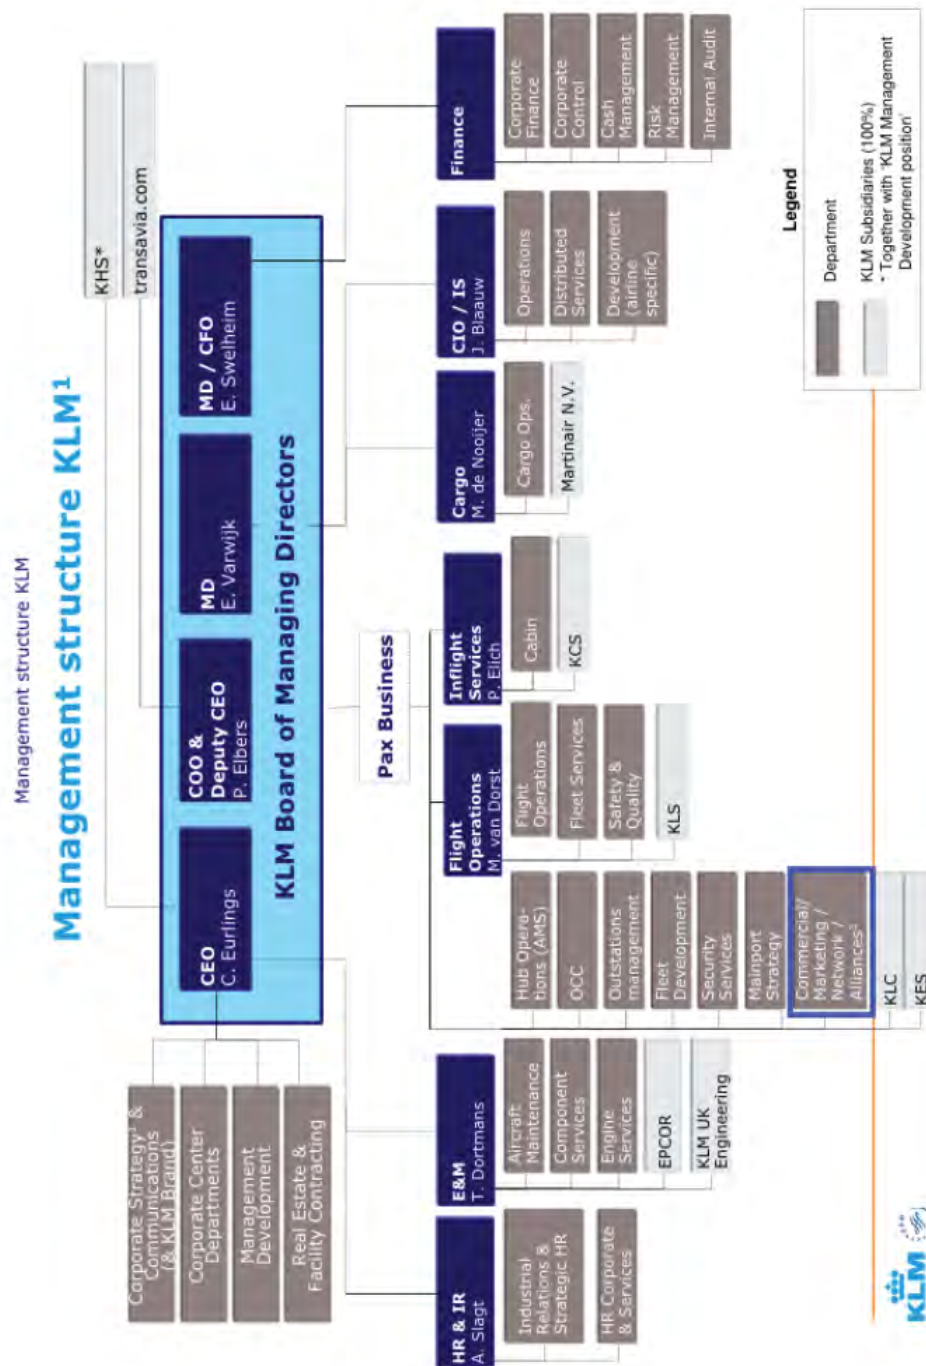 Management structure KLM
Management structure KLM¹
KHS*
transavia.com
CEO
C. Eurlings
COO &
Deputy CEO
P. Elbers
MD
E. Varwijk
MD / CFO
E. Swelheim
KLM Board of Managing Directors
Corporate Strategy¹ &
Communications
(& KLM Brand)
Corporate Center
Departments
Management
Development
Real Estate &
Facility Contracting
Pax Business
HR & IR
A. Slagt
Industrial
Relations &
Strategic HR
HR Corporate
& Services
E&M
T. Dortmans
Aircraft
Maintenance
Component
Services
Engine
Services
EPCOR
KLM UK
Engineering
Hub Opera-
tions (AMS)
OCC
Outstations
management
Fleet
Development
Security
Services
Mainport
Strategy
Commercial/
Marketing /
Network /
Alliances²
KLC
KES
Flight
Operations
M. van Dorst
Flight
Operations
Fleet Services
Safety &
Quality
KLS
Inflight
Services
P. Elich
Cabin
KCS
Cargo
M. de Nooijer
Cargo Ops.
Martinair N.V.
CIO / IS
J. Blaauw
Operations
Distributed
Services
Development
(airline
specific)
Finance
Corporate
Finance
Corporate
Control
Cash
Management
Risk
Management
Internal Audit
Legend
Department
KLM Subsidiaries (100%)
* Together with 'KLM Management
Development position'
KLM